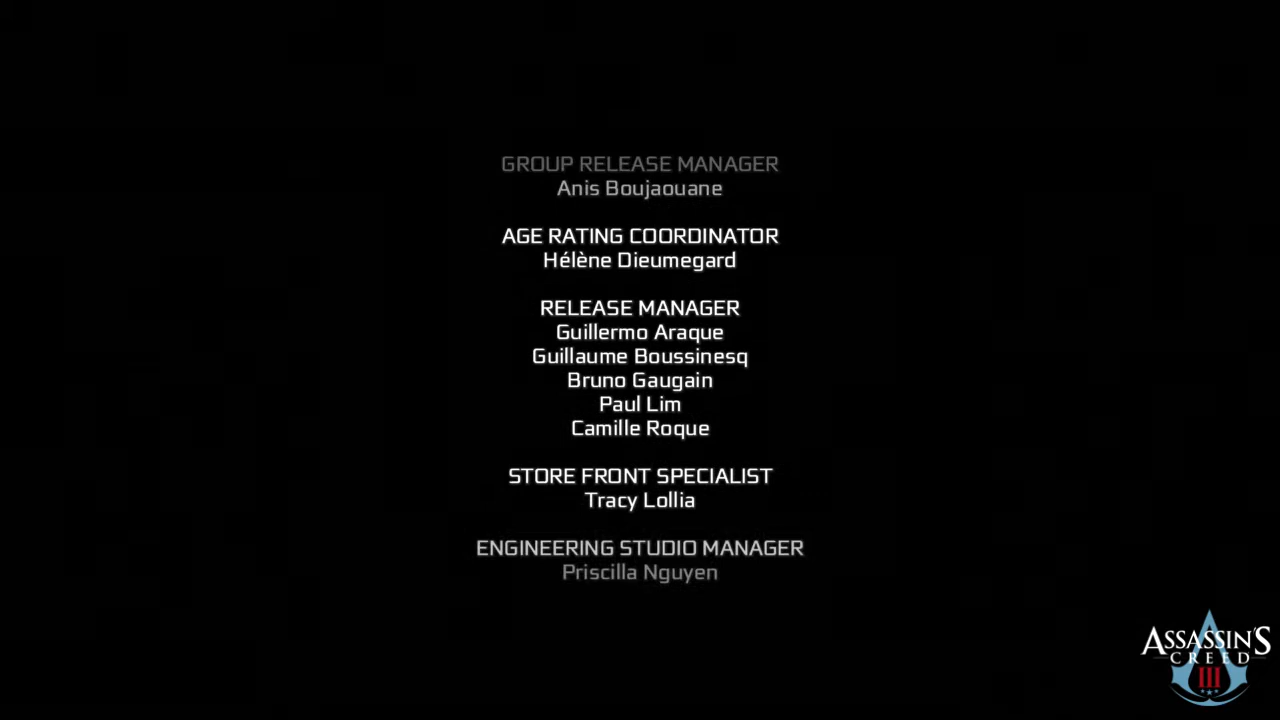 GROUP RELEASE MANAGER
Anis Boujaouane
AGE RATING COORDINATOR
Hélène Dieumegard
RELEASE MANAGER
Guillermo Araque
Guillaume Boussinesq
Bruno Gaugain
Paul Lim
Camille Roque
STORE FRONT SPECIALIST
Tracy Lollia
ENGINEERING STUDIO MANAGER
Priscilla Nguyen
ASSASSIN'S
CREED
III